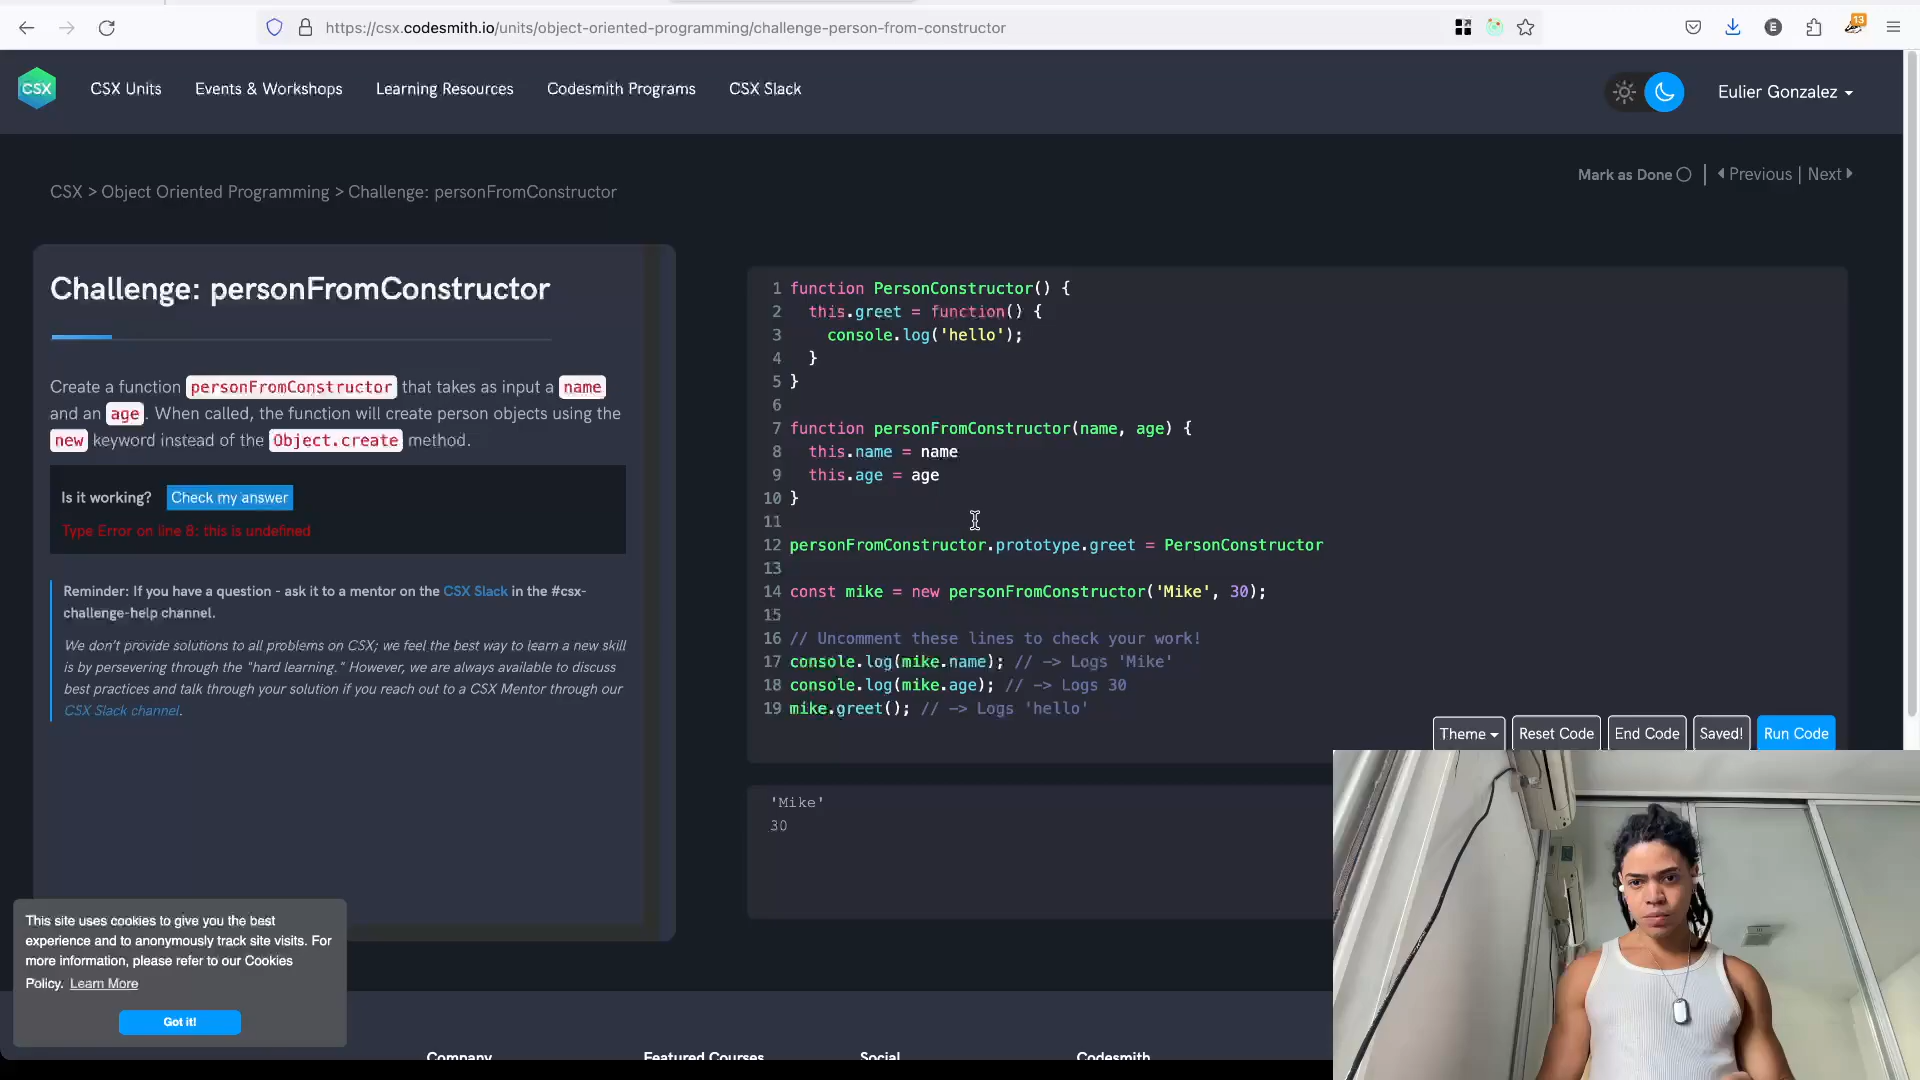 https://csx.codesmith.io/units/object-oriented-programming/challenge-person-from-constructor
E
13
CSX
CSX Units
Events & Workshops
Learning Resources
Codesmith Programs
CSX Slack
Eulier Gonzalez
CSX > Object Oriented Programming > Challenge: personFromConstructor
Mark as Done
Previous | Next
Challenge: personFromConstructor
Create a function personFromConstructor that takes as input a name
and an age. When called, the function will create person objects using the
new keyword instead of the Object.create method.
Is it working? Check my answer
Type Error on line 8: this is undefined
Reminder: If you have a question - ask it to a mentor on the CSX Slack in the #csx-
challenge-help channel.
We don't provide solutions to all problems on CSX; we feel the best way to learn a new skill
is by persevering through the "hard learning." However, we are always available to discuss
best practices and talk through your solution if you reach out to a CSX Mentor through our
CSX Slack channel.
1 function PersonConstructor() {
2 this.greet = function() {
3 console.log('hello');
4 }
5 }
6
7 function personFromConstructor(name, age) {
8 this.name = name
9 this.age = age
10 }
11
12 personFromConstructor.prototype.greet = PersonConstructor
13
14 const mike = new personFromConstructor('Mike', 30);
15
16 // Uncomment these lines to check your work!
17 console.log(mike.name); // -> Logs 'Mike'
18 console.log(mike.age); // -> Logs 30
19 mike.greet(); // -> Logs 'hello'
Theme
Reset Code
End Code
Saved!
Run Code
'Mike'
30
This site uses cookies to give you the best
experience and to anonymously track site visits. For
more information, please refer to our Cookies
Policy. Learn More
Got it!
Company
Featured Courses
Social
Codesmith